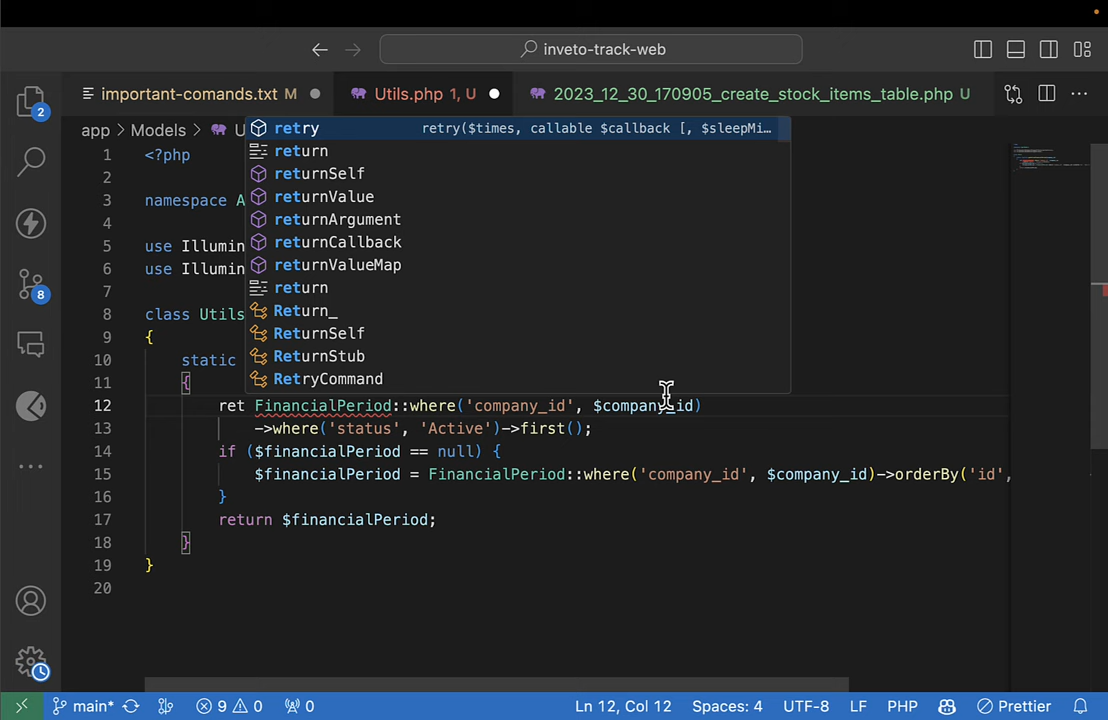 inveto-track-web
important-comands.txt M
Utils.php 1, U
2023_12_30_170905_create_stock_items_table.php U
app > Models > U
2
8
retry retry($times, callable $callback [, $sleepMi…
return
returnSelf
returnValue
returnArgument
returnCallback
returnValueMap
return
Return_
ReturnSelf
ReturnStub
RetryCommand
1 <?php
2
3 namespace A
4
5 use Illumin
6 use Illumin
7
8 class Utils
9 {
10 static
11 {
12 ret FinancialPeriod::where('company_id', $company_id)
13 ->where('status', 'Active')->first();
14 if ($financialPeriod == null) {
15 $financialPeriod = FinancialPeriod::where('company_id', $company_id)->orderBy('id',
16 }
17 return $financialPeriod;
18 }
19 }
20
main* 9 0 0 Ln 12, Col 12 Spaces: 4 UTF-8 LF PHP Prettier